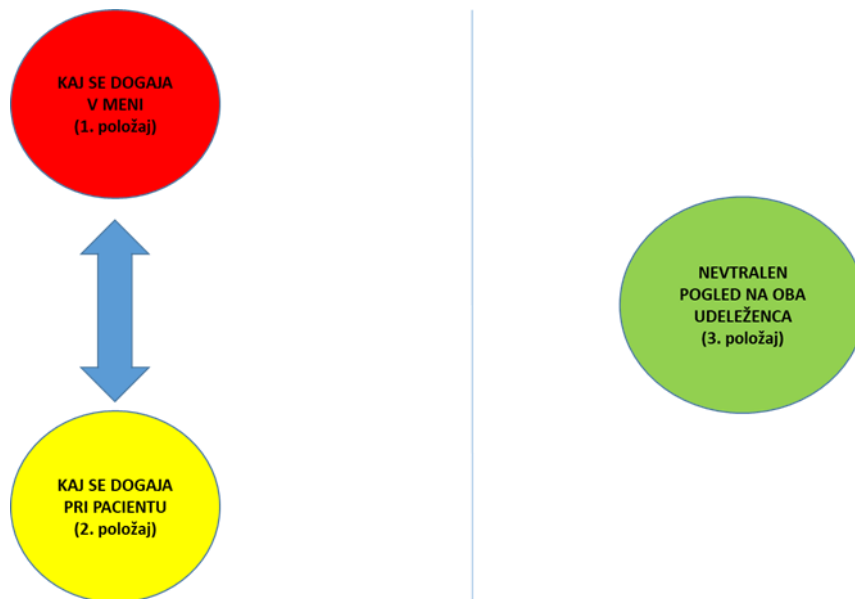 KAJ SE DOGAJA
V MENI
(1. položaj)
NEVTRALEN
POGLED NA OBA
UDELEŽENCA
(3. položaj)
KAJ SE DOGAJA
PRI PACIENTU
(2. položaj)